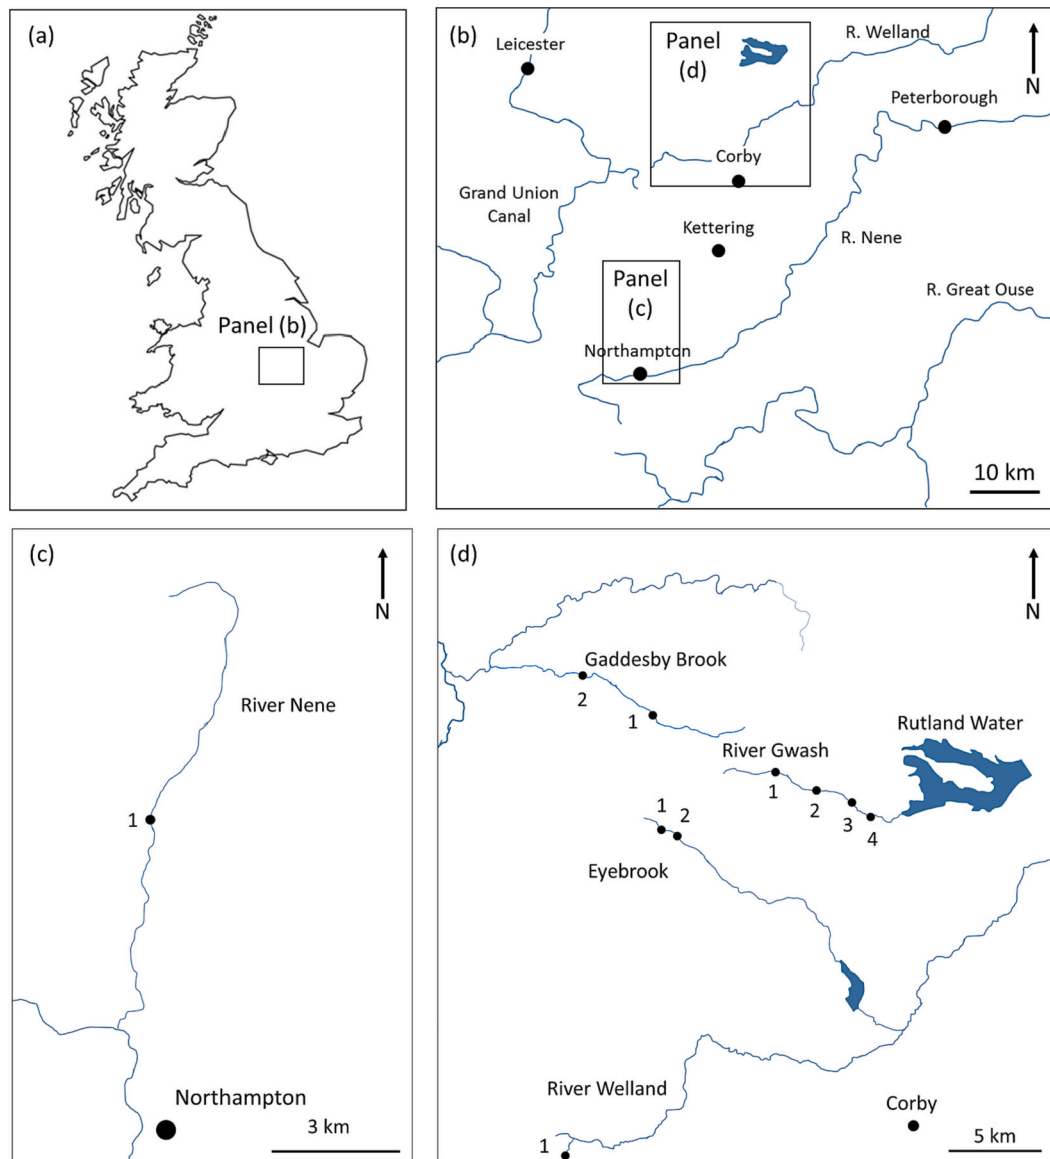 (a)
Panel (b)
(b)
Leicester
Panel
(d)
R. Welland
N
Peterborough
Corby
Grand Union
Canal
Kettering
R. Nene
Panel
(c)
R. Great Ouse
Northampton
10 km
(c)
N
River Nene
1
Northampton
3 km
(d)
N
Gaddesby Brook
2
1
Rutland Water
River Gwash
1
2
3
4
1
2
Eyebrook
River Welland
1
Corby
5 km